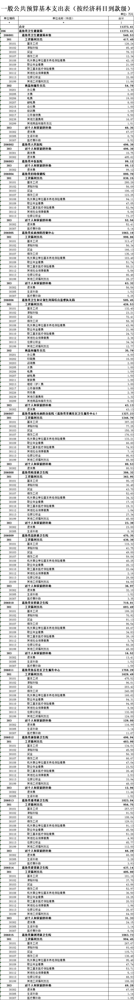 一般公共预算基本支出表（按经济科目到款级）
单位：万元
单位编码 单位名称（科目） 合计
* * 1
合计 11273.41
206 嘉鱼县卫生健康局 11273.41
206001 嘉鱼县卫生健康局本级 540.53
301 工资福利支出 417.40
30101 基本工资 126.24
30102 津贴补贴 65.49
30103 奖金 78.33
30107 绩效工资 12.34
30108 机关事业单位基本养老保险缴费 42.18
30109 职业年金缴费 21.09
30110 职工基本医疗保险缴费 23.73
30112 其他社会保障缴费 2.27
30113 住房公积金 33.88
30199 其他工资福利支出 11.86
302 商品和服务支出 54.78
30201 办公费 1.30
30205 水费 0.60
30206 电费 19.00
30207 邮电费 8.00
30215 会议费 1.00
30216 培训费 1.00
30217 公务接待费 5.50
30239 其他交通费用 16.87
30299 其他商品和服务支出 1.51
303 对个人和家庭的补助 68.35
30302 退休费 67.07
30305 生活补助 0.76
30307 医疗费补助 0.52
206002 嘉鱼县人民医院 496.38
303 对个人和家庭的补助 496.38
30301 离休费 10.75
30302 退休费 485.62
206003 嘉鱼县中医医院 99.12
303 对个人和家庭的补助 99.12
30302 退休费 99.12
206004 嘉鱼县妇幼保健院 890.70
301 工资福利支出 838.15
30101 基本工资 280.28
30102 津贴补贴 56.09
30103 奖金 106.10
30107 绩效工资 123.25
30108 机关事业单位基本养老保险缴费 94.11
30109 职业年金缴费 47.05
30110 职工基本医疗保险缴费 52.94
30112 其他社会保障缴费 5.06
30113 住房公积金 73.27
303 对个人和家庭的补助 52.56
30302 退休费 52.41
30307 医疗费补助 0.14
206005 嘉鱼县疾病预防控制中心 1062.18
301 工资福利支出 998.86
30101 基本工资 313.47
30102 津贴补贴 56.34
30103 奖金 166.13
30107 绩效工资 135.18
30108 机关事业单位基本养老保险缴费 103.49
30109 职业年金缴费 51.74
30110 职工基本医疗保险缴费 58.21
30112 其他社会保障缴费 5.56
30113 住房公积金 80.46
30199 其他工资福利支出 28.27
303 对个人和家庭的补助 63.32
30302 退休费 56.56
30305 生活补助 1.52
30307 医疗费补助 5.25
206006 嘉鱼县卫生和计划生育局综合监督执法局 505.45
301 工资福利支出 426.53
30101 基本工资 132.40
30102 津贴补贴 23.21
30103 奖金 72.41
30107 绩效工资 58.38
30108 机关事业单位基本养老保险缴费 43.96
30109 职业年金缴费 21.98
30110 职工基本医疗保险缴费 24.72
30112 其他社会保障缴费 2.36
30113 住房公积金 34.34
30199 其他工资福利支出 12.77
302 商品和服务支出 35.79
30201 办公费 6.00
30202 印刷费 10.00
30203 咨询费 2.00
30205 水费 1.00
30206 电费 1.59
30207 邮电费 1.50
30211 差旅费 1.00
30213 维修（护）费 3.00
30217 公务接待费 1.00
30226 劳务费 2.38
30239 其他交通费用 1.32
30299 其他商品和服务支出 5.00
303 对个人和家庭的补助 43.13
30302 退休费 43.13
206007 嘉鱼县血吸虫病防治医院（嘉鱼县茶庵社区卫生服务中心） 1327.23
301 工资福利支出 1246.70
30101 基本工资 397.20
30102 津贴补贴 77.25
30103 奖金 150.38
30107 绩效工资 176.03
30108 机关事业单位基本养老保险缴费 133.21
30109 职业年金缴费 66.60
30110 职工基本医疗保险缴费 74.93
30112 其他社会保障缴费 7.16
30113 住房公积金 95.93
30199 其他工资福利支出 68.00
303 对个人和家庭的补助 80.53
30302 退休费 80.53
206008 嘉鱼县陆溪镇卫生院 386.32
301 工资福利支出 362.95
30101 基本工资 90.19
30102 津贴补贴 36.48
30103 奖金 43.70
30107 绩效工资 52.60
30108 机关事业单位基本养老保险缴费 34.32
30109 职业年金缴费 17.16
30110 职工基本医疗保险缴费 19.31
30112 其他社会保障缴费 1.84
30113 住房公积金 27.34
30199 其他工资福利支出 40.00
303 对个人和家庭的补助 23.38
30302 退休费 23.00
30305 生活补助 0.38
206009 嘉鱼县高铁镇卫生院 475.35
301 工资福利支出 438.38
30101 基本工资 110.32
30102 津贴补贴 41.75
30103 奖金 49.00
30107 绩效工资 59.06
30108 机关事业单位基本养老保险缴费 40.25
30109 职业年金缴费 20.12
30110 职工基本医疗保险缴费 22.64
30112 其他社会保障缴费 2.16
30113 住房公积金 29.08
30199 其他工资福利支出 64.00
303 对个人和家庭的补助 36.97
30302 退休费 32.10
30305 生活补助 1.52
30307 医疗费补助 3.35
206010 嘉鱼县官桥镇卫生院 710.01
301 工资福利支出 693.49
30101 基本工资 199.20
30102 津贴补贴 70.92
30103 奖金 81.13
30107 绩效工资 96.54
30108 机关事业单位基本养老保险缴费 69.67
30109 职业年金缴费 34.83
30110 职工基本医疗保险缴费 39.19
30112 其他社会保障缴费 3.74
30113 住房公积金 50.26
30199 其他工资福利支出 48.00
303 对个人和家庭的补助 16.52
30302 退休费 13.41
30305 生活补助 1.52
30307 医疗费补助 1.59
206011 嘉鱼县鱼岳社区卫生服务中心 1759.29
301 工资福利支出 1629.49
30101 基本工资 475.52
30102 津贴补贴 96.01
30103 奖金 203.42
30107 绩效工资 240.89
30108 机关事业单位基本养老保险缴费 168.62
30109 职业年金缴费 84.31
30110 职工基本医疗保险缴费 94.85
30112 其他社会保障缴费 9.06
30113 住房公积金 132.80
30199 其他工资福利支出 124.00
303 对个人和家庭的补助 129.80
30302 退休费 116.99
30305 生活补助 1.14
30307 医疗费补助 11.67
206012 嘉鱼县新街镇卫生院 496.94
301 工资福利支出 483.98
30101 基本工资 134.01
30102 津贴补贴 45.50
30103 奖金 56.30
30107 绩效工资 66.67
30108 机关事业单位基本养老保险缴费 47.04
30109 职业年金缴费 23.52
30110 职工基本医疗保险缴费 26.46
30112 其他社会保障缴费 2.53
30113 住房公积金 33.94
30199 其他工资福利支出 48.00
303 对个人和家庭的补助 12.96
30302 退休费 11.44
30305 生活补助 1.52
206013 嘉鱼县潘湾镇卫生院 1023.04
301 工资福利支出 956.75
30101 基本工资 257.57
30102 津贴补贴 91.52
30103 奖金 108.04
30107 绩效工资 129.01
30108 机关事业单位基本养老保险缴费 91.13
30109 职业年金缴费 45.56
30110 职工基本医疗保险缴费 51.26
30112 其他社会保障缴费 4.90
30113 住房公积金 65.77
30199 其他工资福利支出 112.00
303 对个人和家庭的补助 66.29
30302 退休费 60.08
30305 生活补助 2.28
30307 医疗费补助 3.93
206014 嘉鱼县渡普镇卫生院 437.14
301 工资福利支出 405.80
30101 基本工资 101.16
30102 津贴补贴 37.70
30103 奖金 43.86
30107 绩效工资 52.97
30108 机关事业单位基本养老保险缴费 36.50
30109 职业年金缴费 18.25
30110 职工基本医疗保险缴费 20.53
30112 其他社会保障缴费 1.96
30113 住房公积金 28.87
30199 其他工资福利支出 64.00
303 对个人和家庭的补助 31.33
30302 退休费 24.15
30305 生活补助 1.14
30307 医疗费补助 6.04
206015 嘉鱼县簰洲湾镇卫生院 1063.73
301 工资福利支出 994.45
30101 基本工资 267.67
30102 津贴补贴 93.60
30103 奖金 115.71
30107 绩效工资 138.48
30108 机关事业单位基本养老保险缴费 95.48
30109 职业年金缴费 47.74
30110 职工基本医疗保险缴费 53.71
30112 其他社会保障缴费 5.13
30113 住房公积金 68.93
30199 其他工资福利支出 108.00
303 对个人和家庭的补助 69.28
30302 退休费 67.09
30305 生活补助 1.14
30307 医疗费补助 1.05